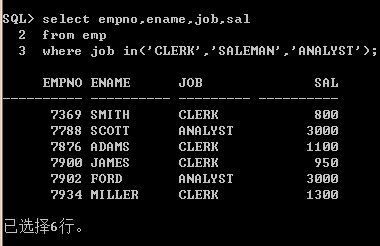 SQL> select empno,ename,job,sal
2 from emp
3 where job in('CLERK','SALEMAN','ANALYST');
EMPNO ENAME JOB SAL
---------- ---------- --------- ----------
7369 SMITH CLERK 800
7788 SCOTT ANALYST 3000
7876 ADAMS CLERK 1100
7900 JAMES CLERK 950
7902 FORD ANALYST 3000
7934 MILLER CLERK 1300
已选择6行。